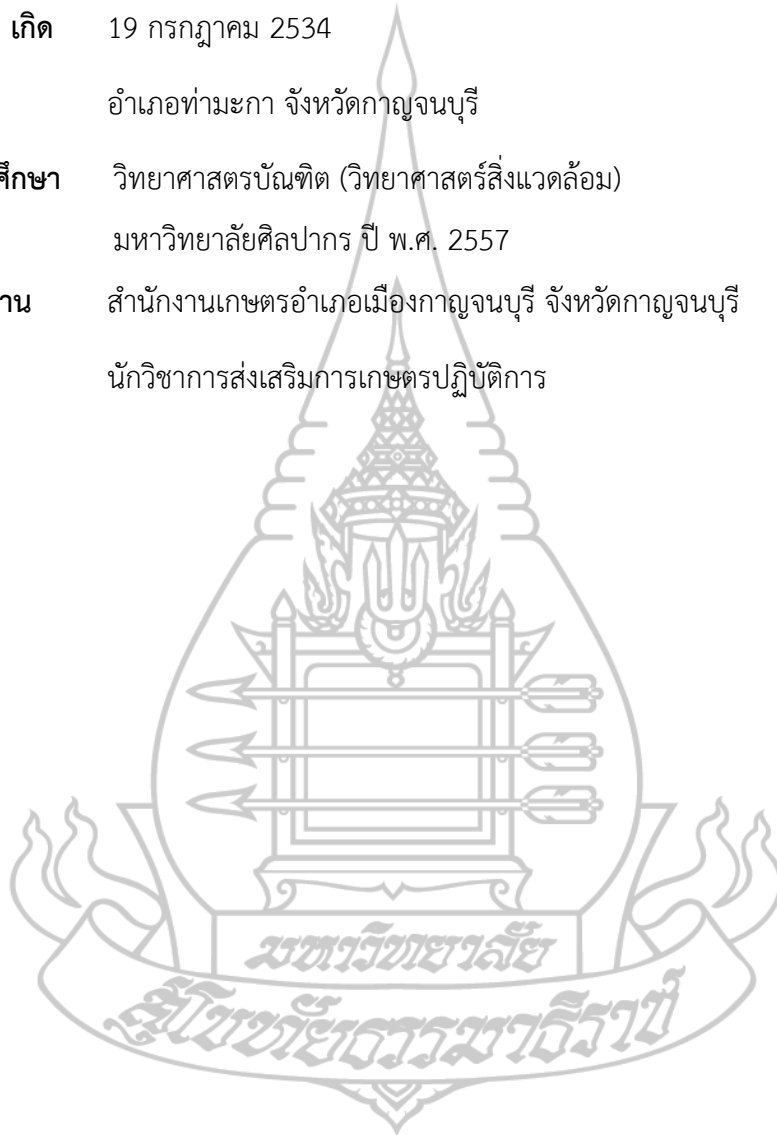 เกิด 19 กรกฎาคม 2534
อำเภอท่ามะกา จังหวัดกาญจนบุรี
ศึกษา วิทยาศาสตรบัณฑิต (วิทยาศาสตร์สิ่งแวดล้อม)
มหาวิทยาลัยศิลปากร ปี พ.ศ. 2557
าน สำนักงานเกษตรอำเภอเมืองกาญจนบุรี จังหวัดกาญจนบุรี
นักวิชาการส่งเสริมการเกษตรปฏิบัติการ
มหาวิทยาลัย
สุโขทัยธรรมาธิราช